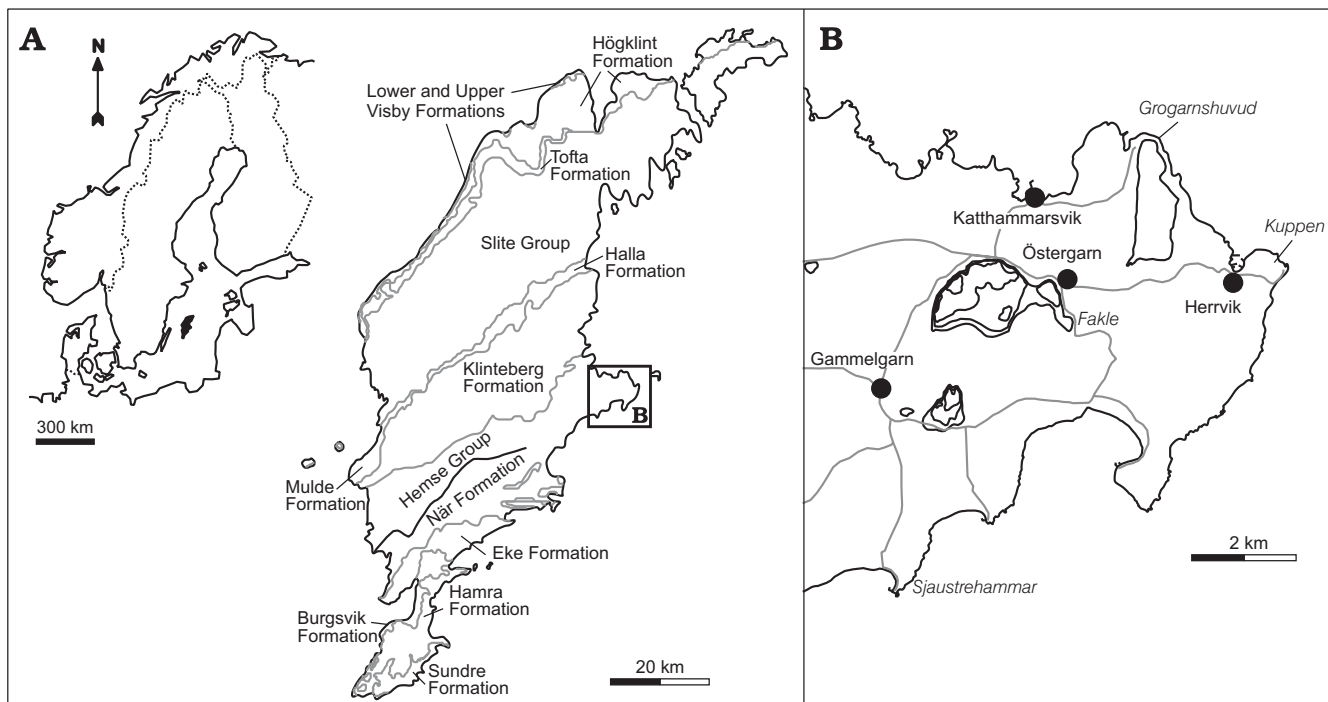 A
N
300 km
Högklint
Formation
Lower and Upper
Visby Formations
Tofta
Formation
Slite Group
Halla
Formation
Klinteberg
Formation
B
Hemse Group
När Formation
Mulde
Formation
Eke Formation
Hamra
Formation
Burgsvik
Formation
Sundre
Formation
20 km
B
Grogarnshuvud
Katthammarsvik
Kuppen
Östergarn
Herrvik
Fakle
Gammelgarn
2 km
Sjaustrehammar